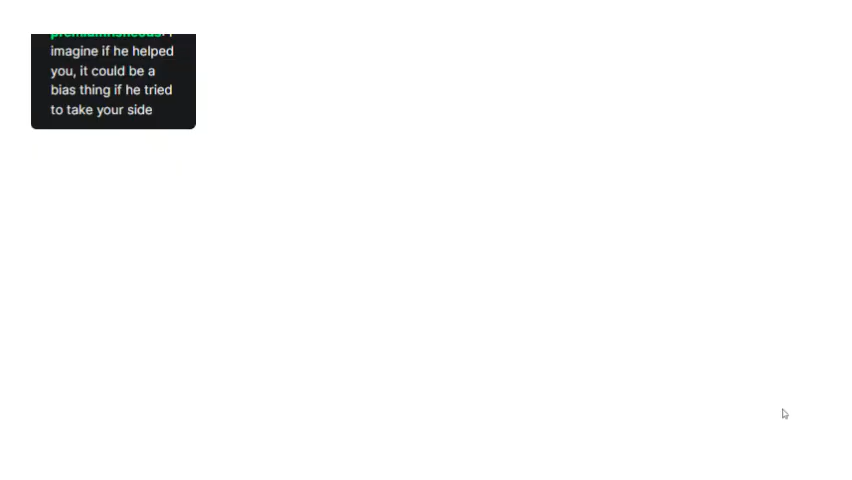 imagine if he helped
you, it could be a
bias thing if he tried
to take your side